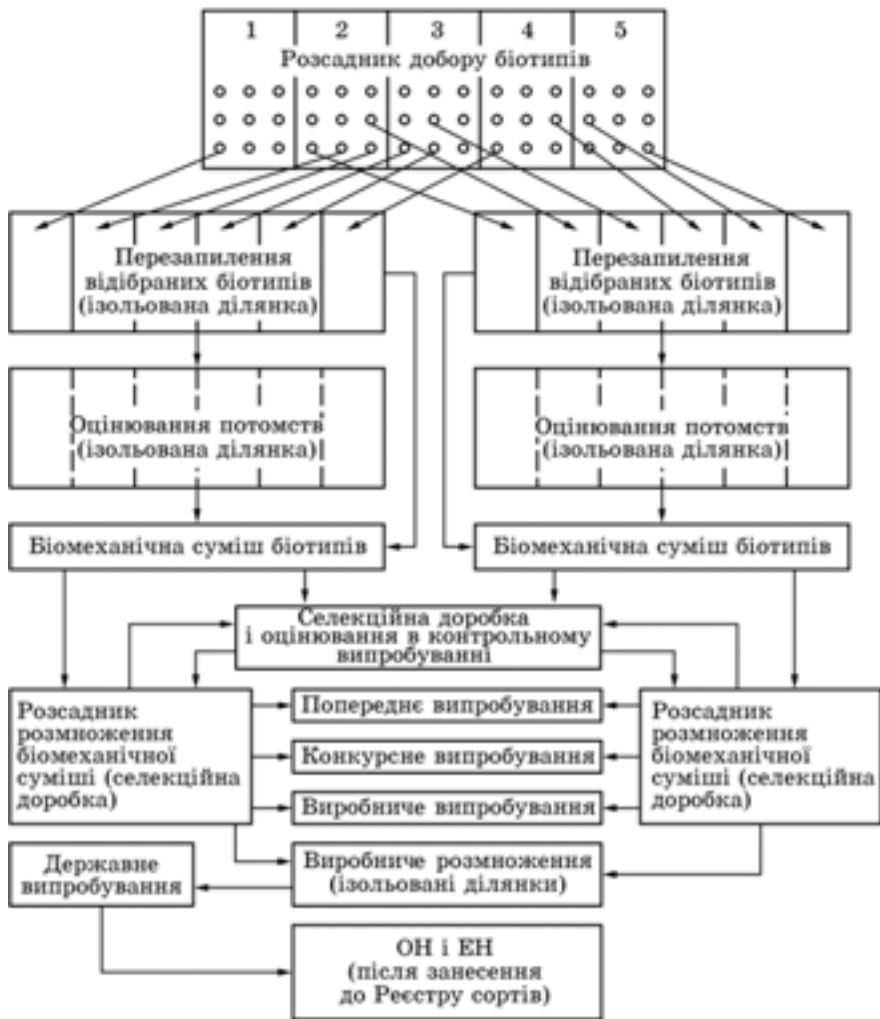 1 2 3 4 5
Розсадник добору біотипів
Перезапилення
відібраних біотипів
(ізольована ділянка)
Перезапилення
відібраних біотипів
(ізольована ділянка)
Оцінювання потомств
(ізольована ділянка)
Оцінювання потомств
(ізольована ділянка)
Біомеханічна суміш біотипів
Біомеханічна суміш біотипів
Селекційна доробка
і оцінювання в контрольному
випробуванні
Розсадник
розмноження
біомеханічної
суміші (селекційна
доробка)
Попереднє випробування
Конкурсне випробування
Виробниче випробування
Розсадник
розмноження
біомеханічної
суміші (селекційна
доробка)
Державне
випробування
Виробниче розмноження
(ізольовані ділянки)
ОН і ЕН
(після занесення
до Реєстру сортів)